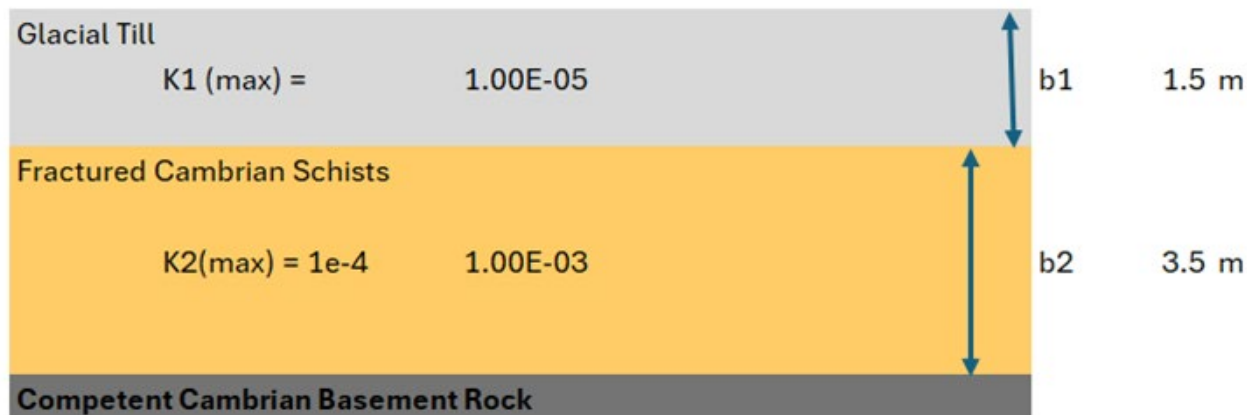 Glacial Till
K1 (max) = 1.00E-05 b1 1.5 m
Fractured Cambrian Schists
K2(max) = 1e-4 1.00E-03 b2 3.5 m
Competent Cambrian Basement Rock